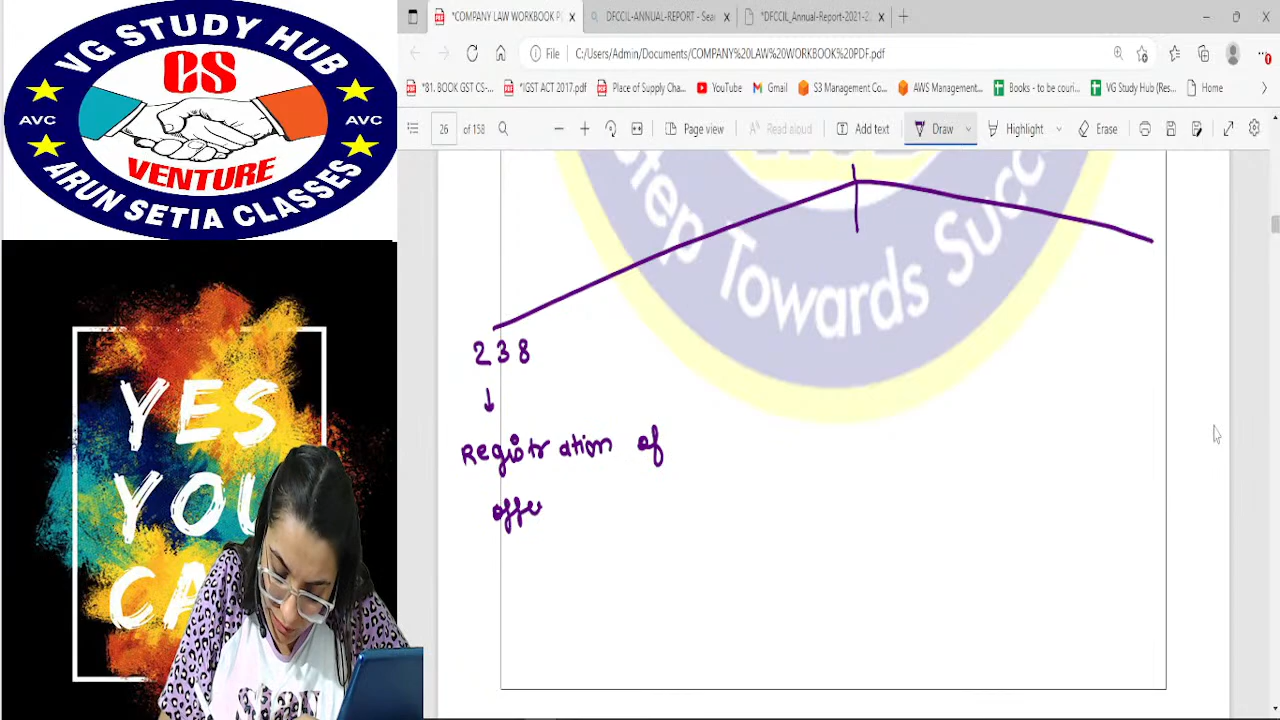 VG STUDY HUB
CS
AVC
AVC
VENTURE
ARUN SETIA CLASSES
YES
YOU
CA
*COMPANY LAW WORKBOOK P
DFCCIL-ANNUAL-REPORT - Sear
*DFCCIL_Annual-Report-2021-2
File
C:/Users/Admin/Documents/COMPANY%20LAW%20WORKBOOK%20PDF.pdf
*81. BOOK GST CS-...
*IGST ACT 2017.pdf
Place of Supply Cha...
YouTube
Gmail
S3 Management Co...
AWS Management...
Books - to be couri...
(Res...
Home
26 of 158
Page view
Read aloud
Add text
Draw
Highlight
Erase
tep Towards Succ
238
Registration of
offe